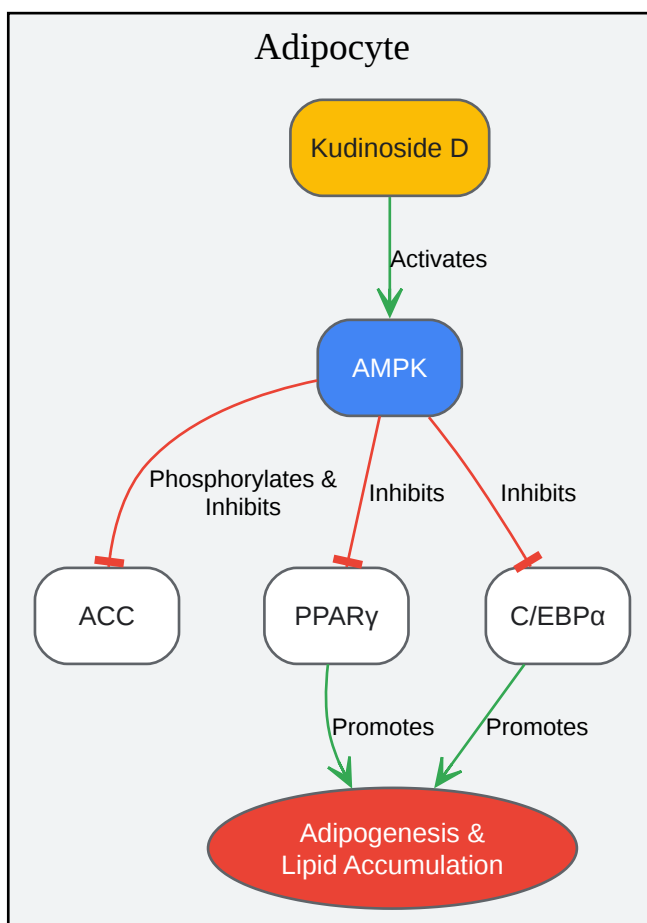 Adipocyte
Kudinoside D
Activates
AMPK
Phosphorylates &
Inhibits
Inhibits
Inhibits
ACC
PPARγ
C/EBPα
Promotes
Promotes
Adipogenesis &
Lipid Accumulation